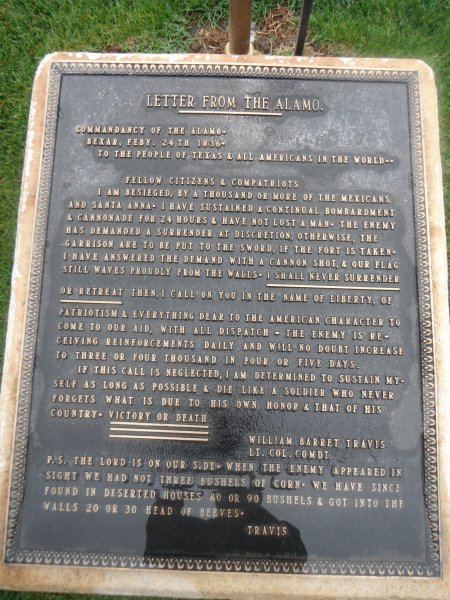 LETTER FROM THE ALAMO.
COMMANDANCY OF THE ALAMO-
BEXAR, FEBY. 24TH 1836-
TO THE PEOPLE OF TEXAS & ALL AMERICANS IN THE WORLD--
FELLOW CITIZENS & COMPATRIOTS
I AM BESIEGED, BY A THOUSAND OR MORE OF THE MEXICANS
AND SANTA ANNA- I HAVE SUSTAINED A CONTINUAL BOMBARDMENT
& CANNONADE FOR 24 HOURS & HAVE NOT LOST A MAN- THE ENEMY
HAS DEMANDED A SURRENDER AT DISCRETION, OTHERWISE, THE
GARRISON ARE TO BE PUT TO THE SWORD, IF THE FORT IS TAKEN-
I HAVE ANSWERED THE DEMAND WITH A CANNON SHOT, & OUR FLAG
STILL WAVES PROUDLY FROM THE WALLS- I SHALL NEVER SURRENDER
OR RETREAT THEN, I CALL ON YOU IN THE NAME OF LIBERTY, OF
PATRIOTISM & EVERYTHING DEAR TO THE AMERICAN CHARACTER TO
COME TO OUR AID, WITH ALL DISPATCH - THE ENEMY IS RE-
CEIVING REINFORCEMENTS DAILY AND WILL NO DOUBT INCREASE
TO THREE OR FOUR THOUSAND IN FOUR OR FIVE DAYS.
IF THIS CALL IS NEGLECTED, I AM DETERMINED TO SUSTAIN MY-
SELF AS LONG AS POSSIBLE & DIE LIKE A SOLDIER WHO NEVER
FORGETS WHAT IS DUE TO HIS OWN HONOR & THAT OF HIS
COUNTRY- VICTORY OR DEATH
WILLIAM BARRET TRAVIS
LT. COL. COMDT.
P.S. THE LORD IS ON OUR SIDE- WHEN THE ENEMY APPEARED IN
SIGHT WE HAD NOT THREE BUSHELS OF CORN- WE HAVE SINCE
FOUND IN DESERTED HOUSES 80 OR 90 BUSHELS & GOT INTO THE
WALLS 20 OR 30 HEAD OF BEEVES-
TRAVIS